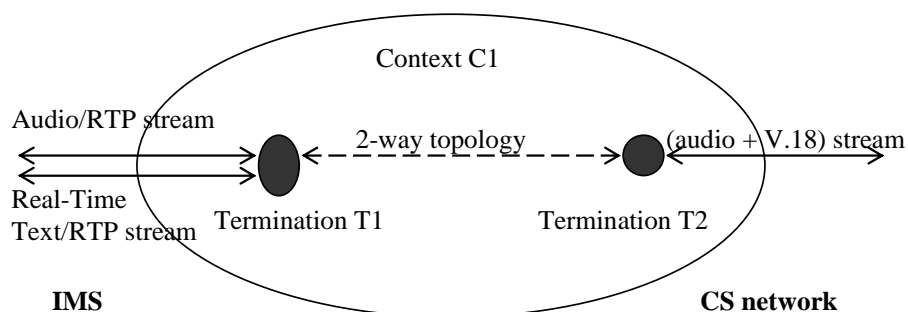 Context C1
Audio/RTP stream
2-way topology
(audio + V.18) stream
Real-Time
Text/RTP stream
Termination T1
Termination T2
IMS
CS network